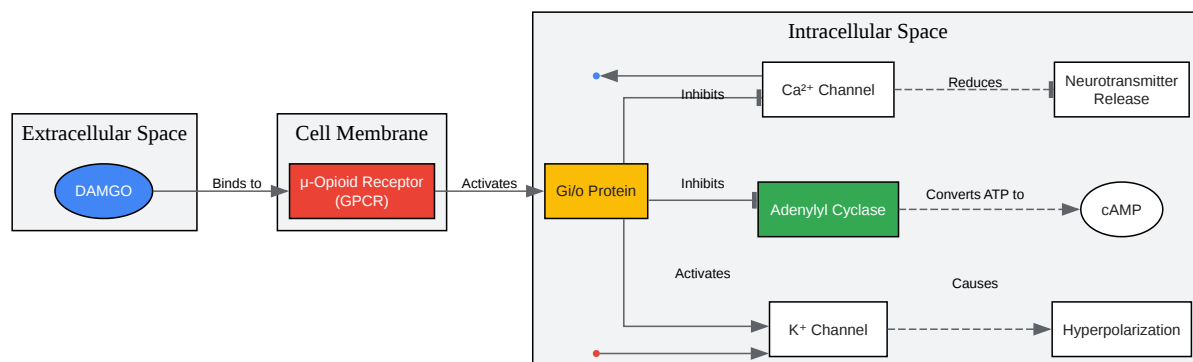 Intracellular Space
Extracellular Space
Cell Membrane
DAMGO
Binds to
μ-Opioid Receptor
(GPCR)
Activates
Gi/o Protein
Inhibits
Ca²⁺ Channel
Reduces
Neurotransmitter
Release
Inhibits
Adenylyl Cyclase
Converts ATP to
cAMP
Activates
K⁺ Channel
Causes
Hyperpolarization